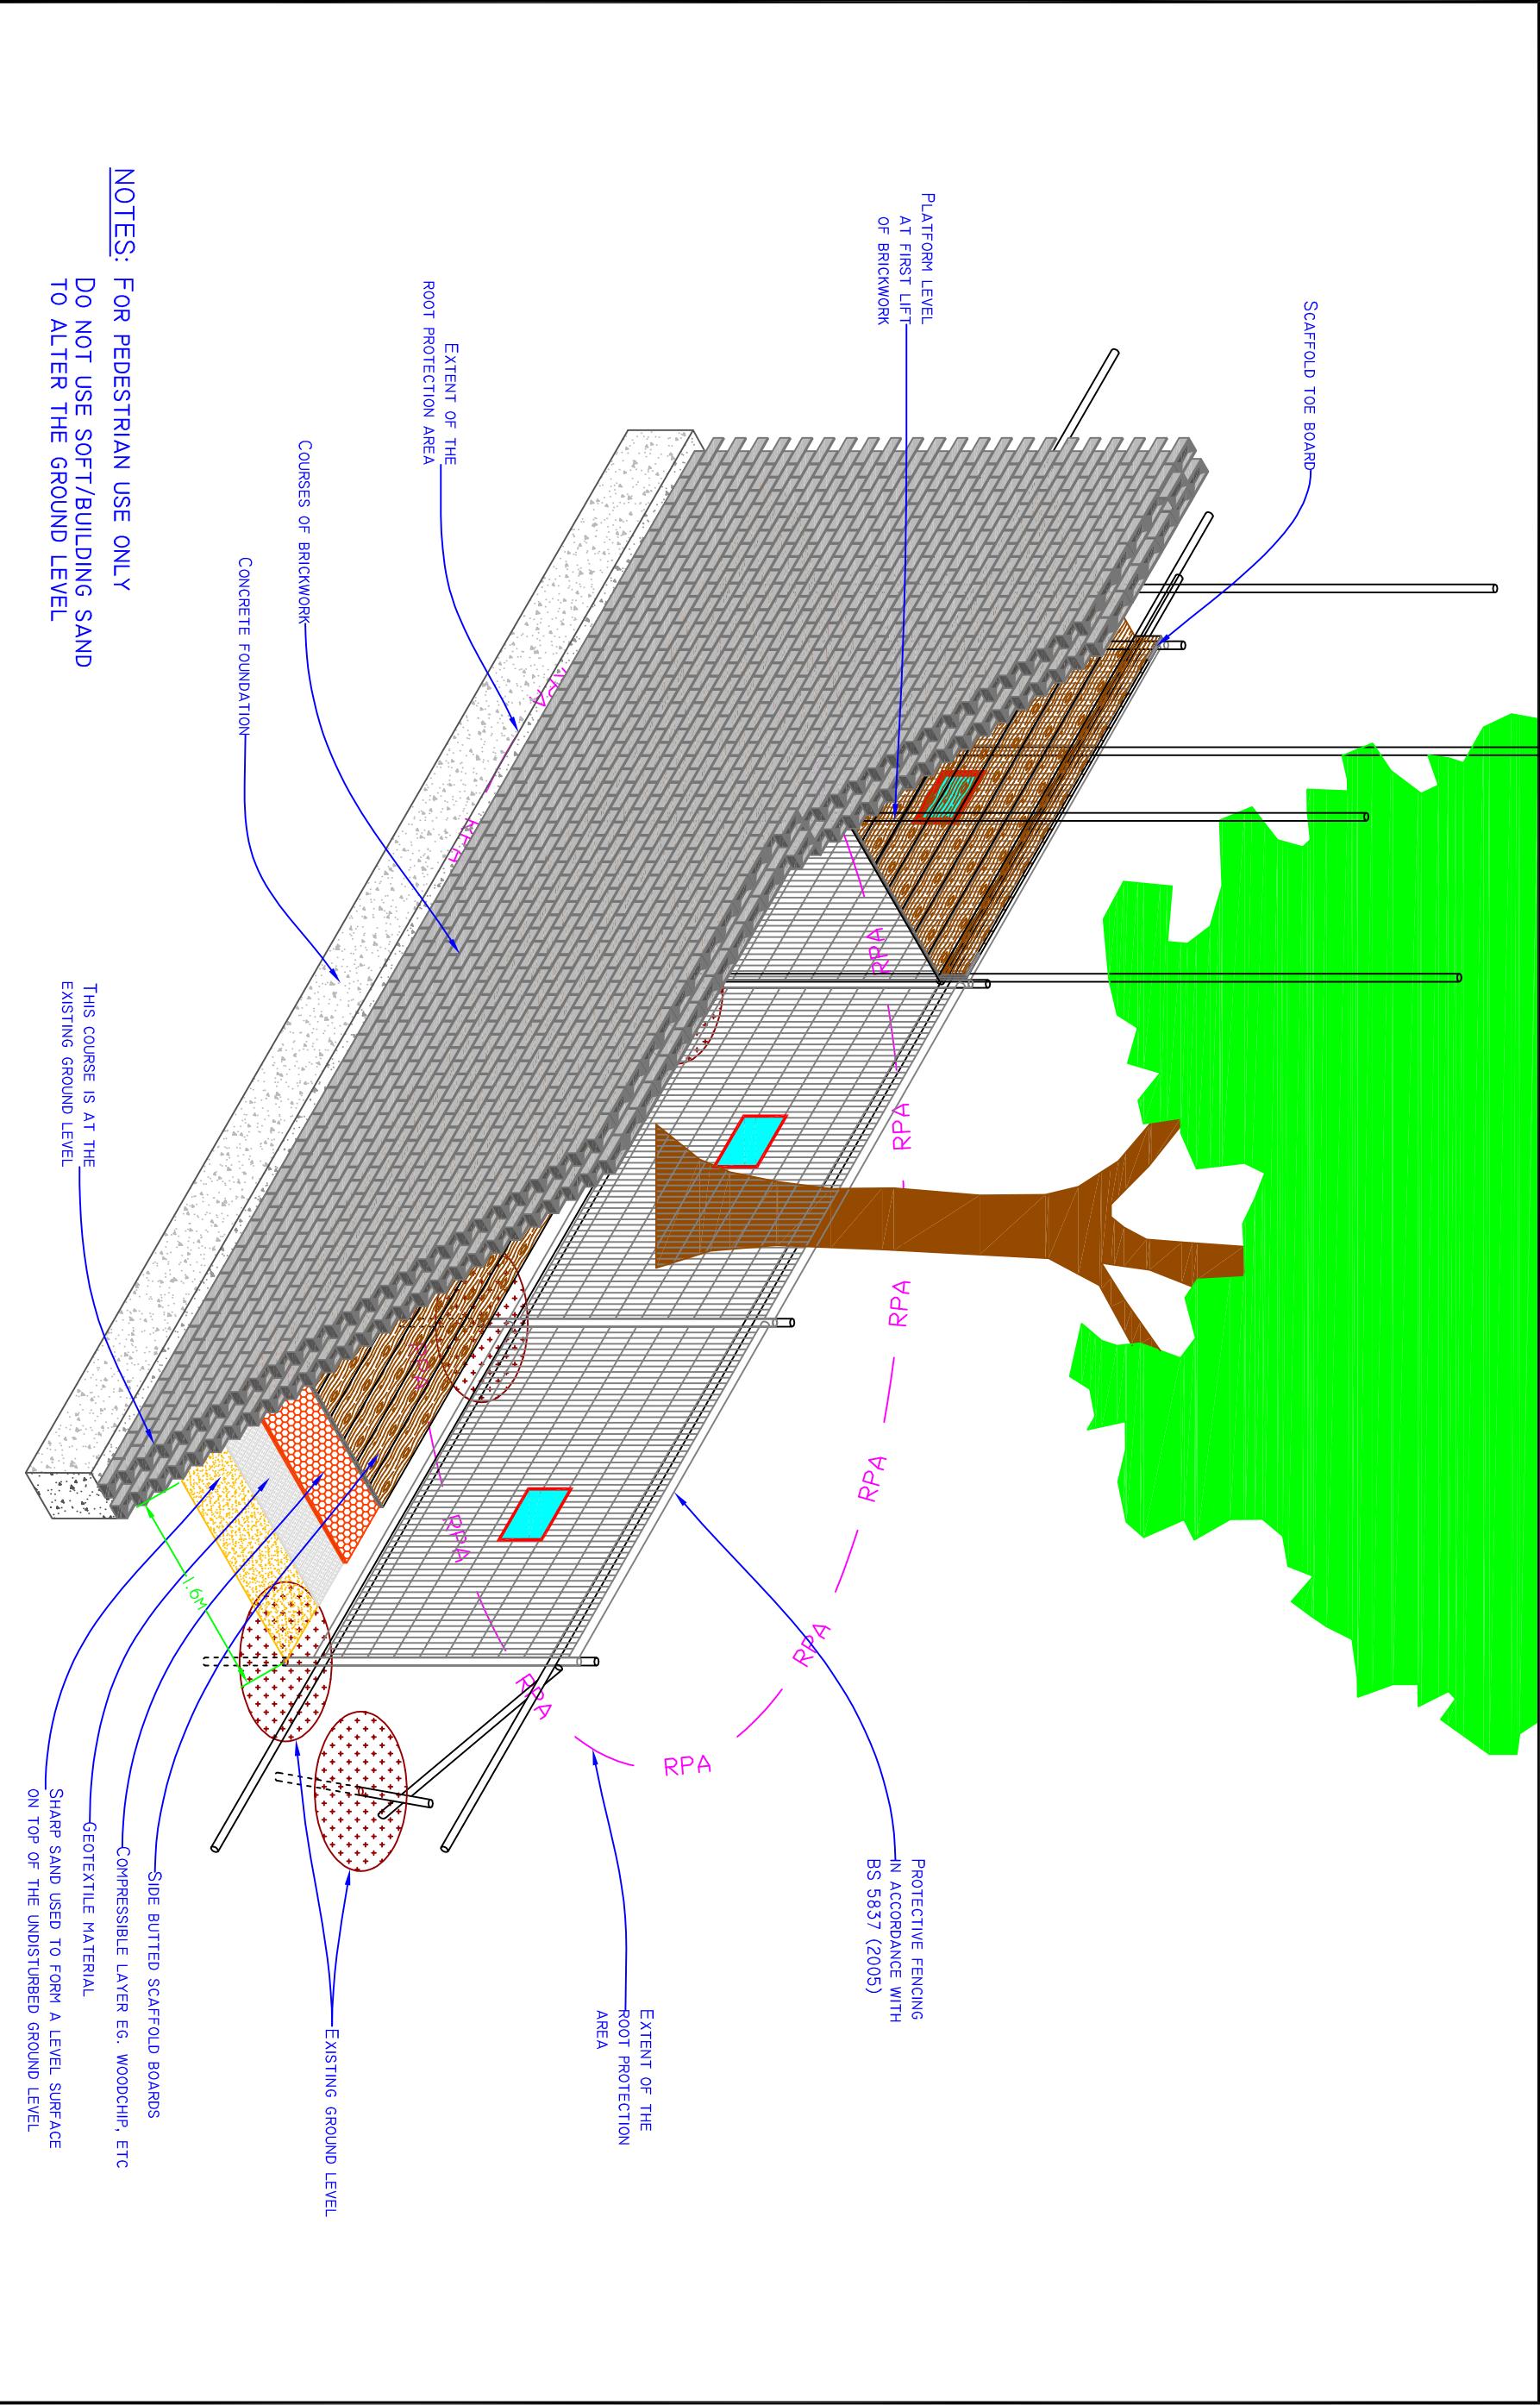 SCAFFOLD TOE BOARD
PLATFORM LEVEL
AT FIRST LIFT
OF BRICKWORK
EXTENT OF THE
ROOT PROTECTION AREA
COURSES OF BRICKWORK
CONCRETE FOUNDATION
THIS COURSE IS AT THE
EXISTING GROUND LEVEL
NOTES: FOR PEDESTRIAN USE ONLY
DO NOT USE SOFT/BUILDING SAND
TO ALTER THE GROUND LEVEL
RPA
RPA
RPA
RPA
RPA
RPA
RPA
RPA
RPA
RPA
RPA
RPA
1.6M
PROTECTIVE FENCING
IN ACCORDANCE WITH
BS 5837 (2005)
EXTENT OF THE
ROOT PROTECTION
AREA
EXISTING GROUND LEVEL
SIDE BUTTED SCAFFOLD BOARDS
COMPRESSIBLE LAYER EG. WOODCHIP, ETC
GEOTEXTILE MATERIAL
SHARP SAND USED TO FORM A LEVEL SURFACE
ON TOP OF THE UNDISTURBED GROUND LEVEL